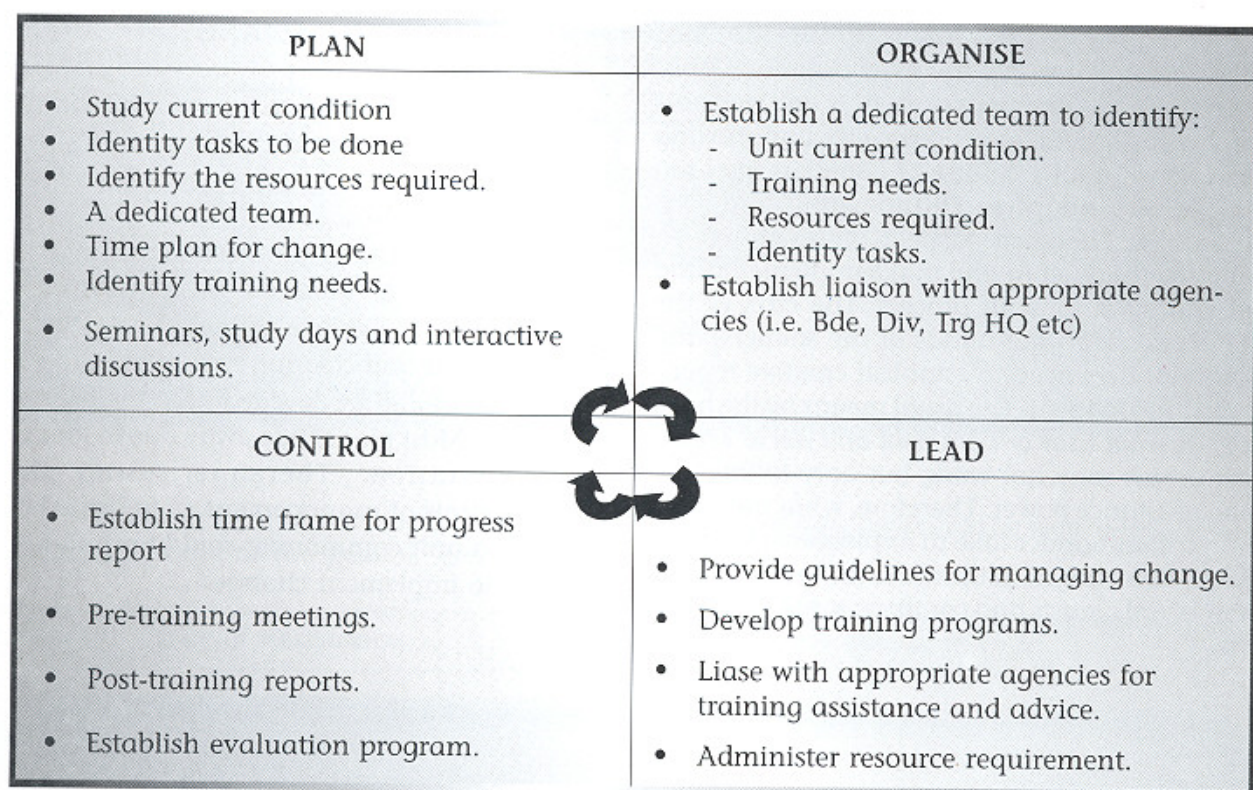 PLAN
• Study current condition
• Identity tasks to be done
• Identify the resources required.
• A dedicated team.
• Time plan for change.
• Identify training needs.
• Seminars, study days and interactive
discussions.
ORGANISE
• Establish a dedicated team to identify:
- Unit current condition.
- Training needs.
- Resources required.
- Identity tasks.
• Establish liaison with appropriate agen-
cies (i.e. Bde, Div, Trg HQ etc)
CONTROL
• Establish time frame for progress
report
• Pre-training meetings.
• Post-training reports.
• Establish evaluation program.
LEAD
• Provide guidelines for managing change.
• Develop training programs.
• Liase with appropriate agencies for
training assistance and advice.
• Administer resource requirement.